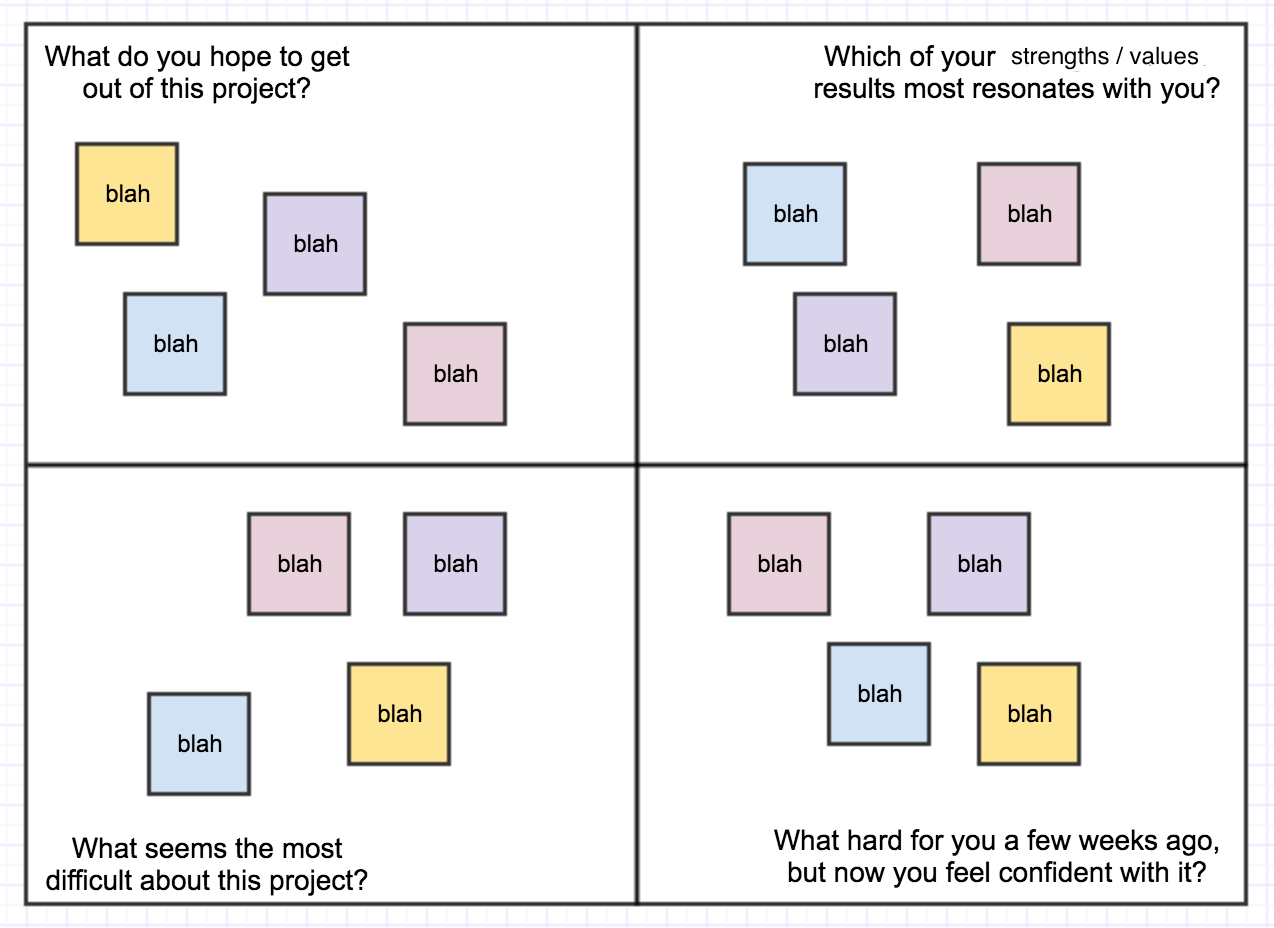 What do you hope to get
out of this project?
blah
blah
blah
blah
Which of your strengths / values
results most resonates with you?
blah
blah
blah
blah
blah
blah
blah
blah
What seems the most
difficult about this project?
blah
blah
blah
blah
What hard for you a few weeks ago,
but now you feel confident with it?